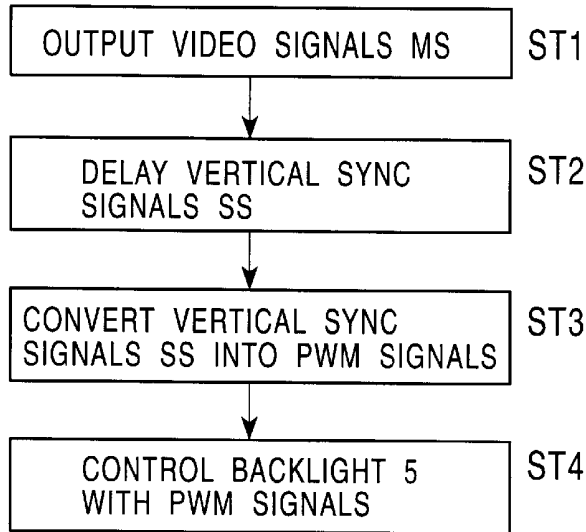 OUTPUT VIDEO SIGNALS MS
ST1
DELAY VERTICAL SYNC
SIGNALS SS
ST2
CONVERT VERTICAL SYNC
SIGNALS SS INTO PWM SIGNALS
ST3
CONTROL BACKLIGHT 5
WITH PWM SIGNALS
ST4